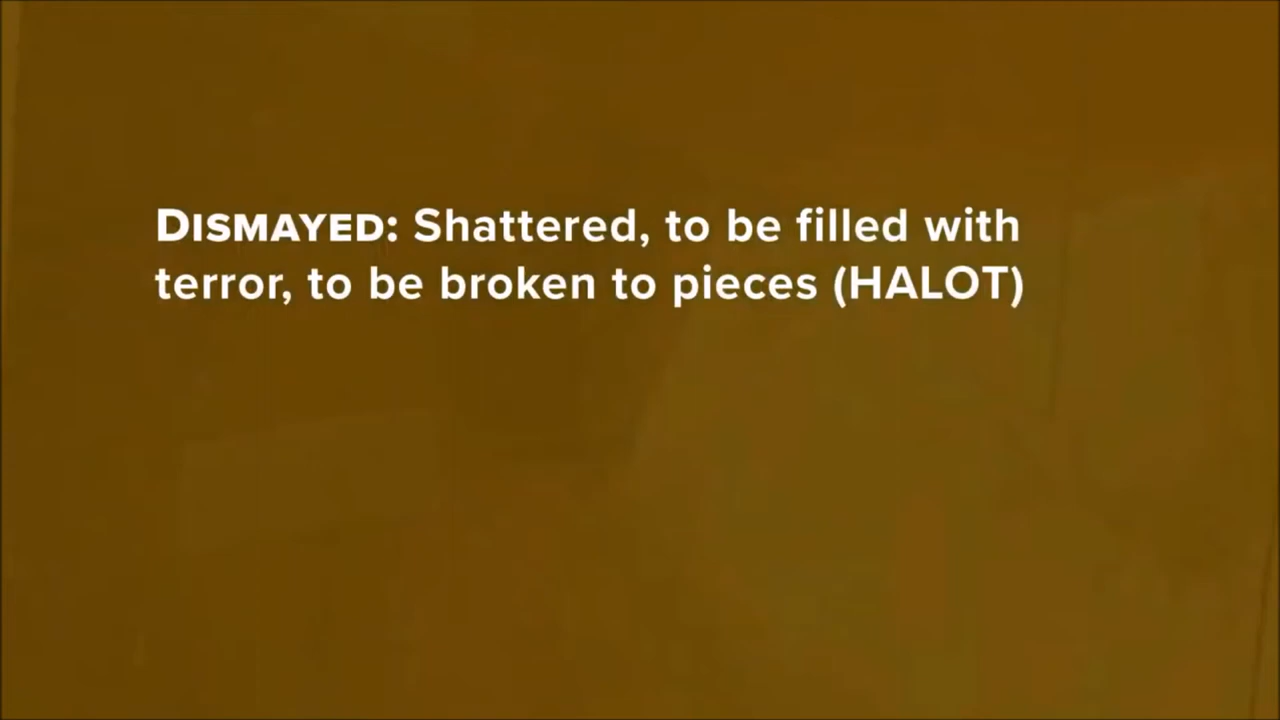 DISMAYED: Shattered, to be filled with
terror, to be broken to pieces (HALOT)